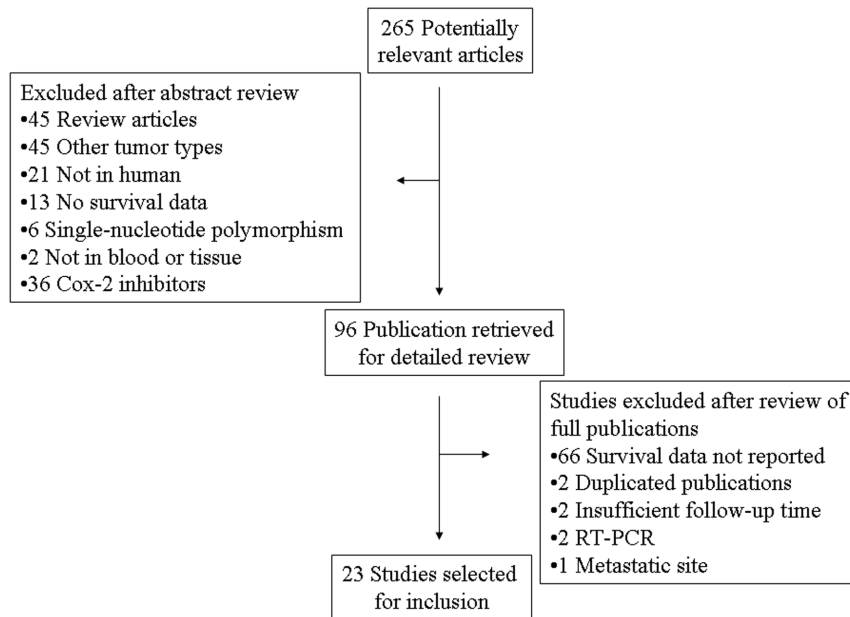 265 Potentially
relevant articles
Excluded after abstract review
•45 Review articles
•45 Other tumor types
•21 Not in human
•13 No survival data
•6 Single-nucleotide polymorphism
•2 Not in blood or tissue
•36 Cox-2 inhibitors
96 Publication retrieved
for detailed review
Studies excluded after review of
full publications
•66 Survival data not reported
•2 Duplicated publications
•2 Insufficient follow-up time
•2 RT-PCR
•1 Metastatic site
23 Studies selected
for inclusion